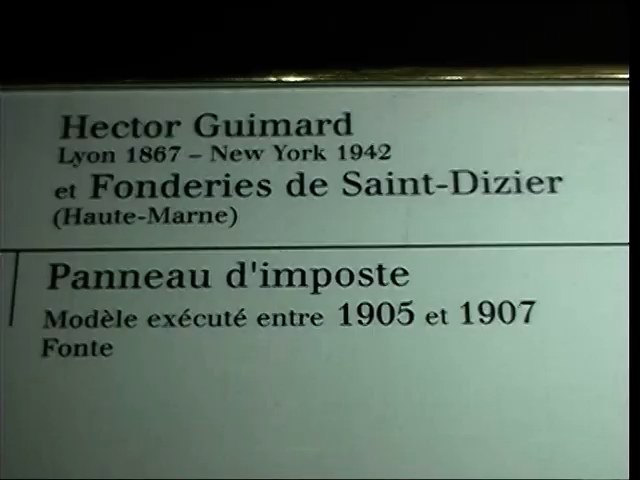 Hector Guimard
Lyon 1867 – New York 1942
et Fonderies de Saint-Dizier
(Haute-Marne)
Panneau d'imposte
Modèle exécuté entre 1905 et 1907
Fonte